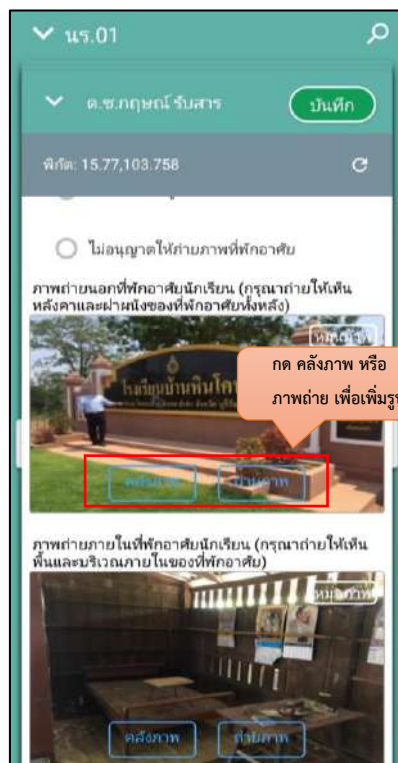 นร.01
ด.ช.กฤษณ์ รับสาร
บันทึก
พิกัด: 15.77,103.758
ไม่อนุญาตให้ถ่ายภาพที่พักอาศัย
ภาพถ่ายนอกที่พักอาศัยนักเรียน (กรุณาถ่ายให้เห็น
หลังคาและฝาผนังของที่พักอาศัยทั้งหลัง)
กด คลังภาพ หรือ
ภาพถ่าย เพื่อเพิ่มรูป
คลังภาพ
ถ่ายภาพ
ภาพถ่ายภายในที่พักอาศัยนักเรียน (กรุณาถ่ายให้เห็น
พื้นและบริเวณภายในของที่พักอาศัย)
หมุนภาพ
คลังภาพ
ถ่ายภาพ